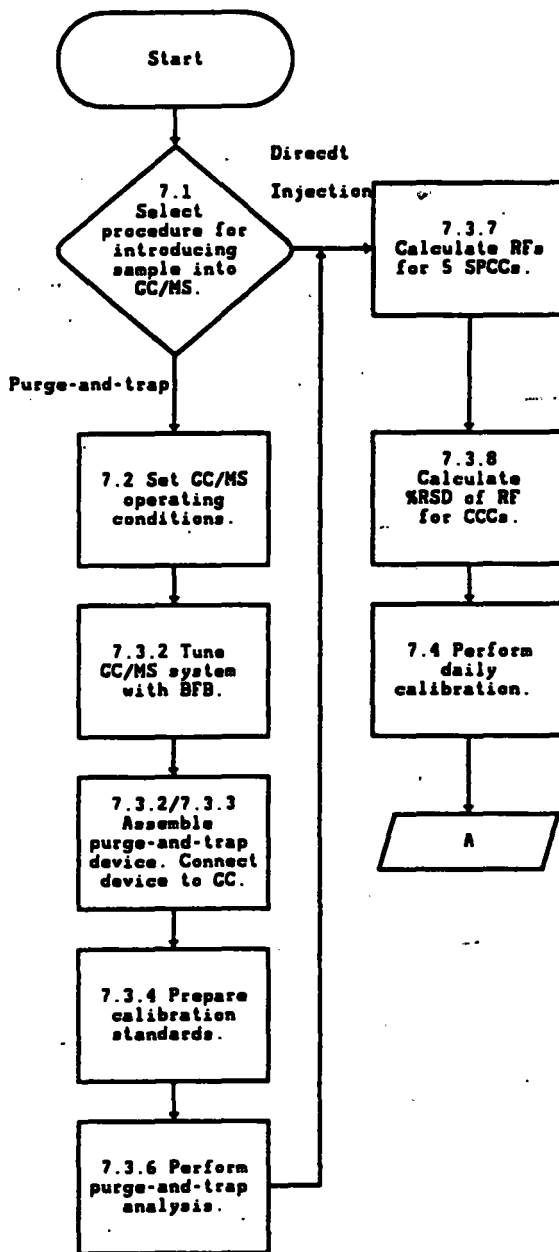 Start
7.1
Select
procedure for
introducing
sample into
GC/MS.
Direcdt
Injection
Purge-and-trap
7.2 Set GC/MS
operating
conditions.
7.3.2 Tune
GC/MS system
with BFB.
7.3.2/7.3.3
Assemble
purge-and-trap
device. Connect
device to GC.
7.3.4 Prepare
calibration
standards.
7.3.6 Perform
purge-and-trap
analysis.
7.3.7
Calculate RFs
for 5 SPCCs.
7.3.8
Calculate
%RSD of RF
for CCCs.
7.4 Perform
daily
calibration.
A